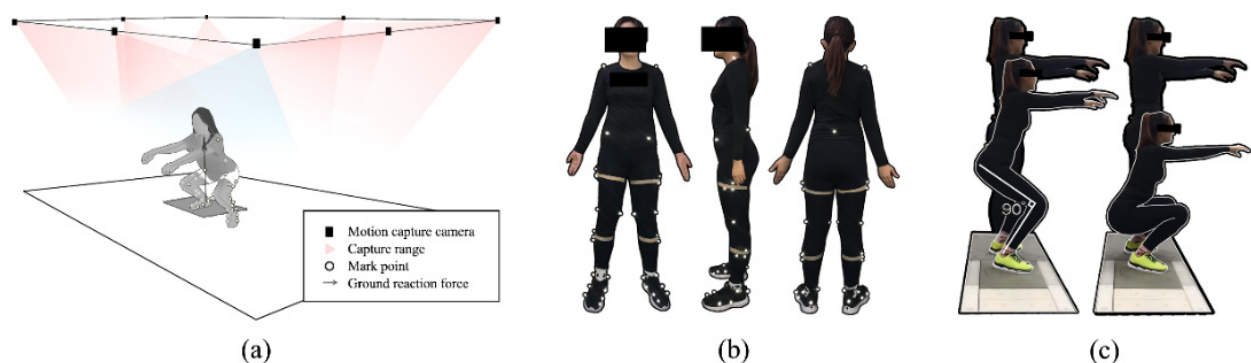 Motion capture camera
Capture range
Mark point
Ground reaction force
90°
(a)
(b)
(c)